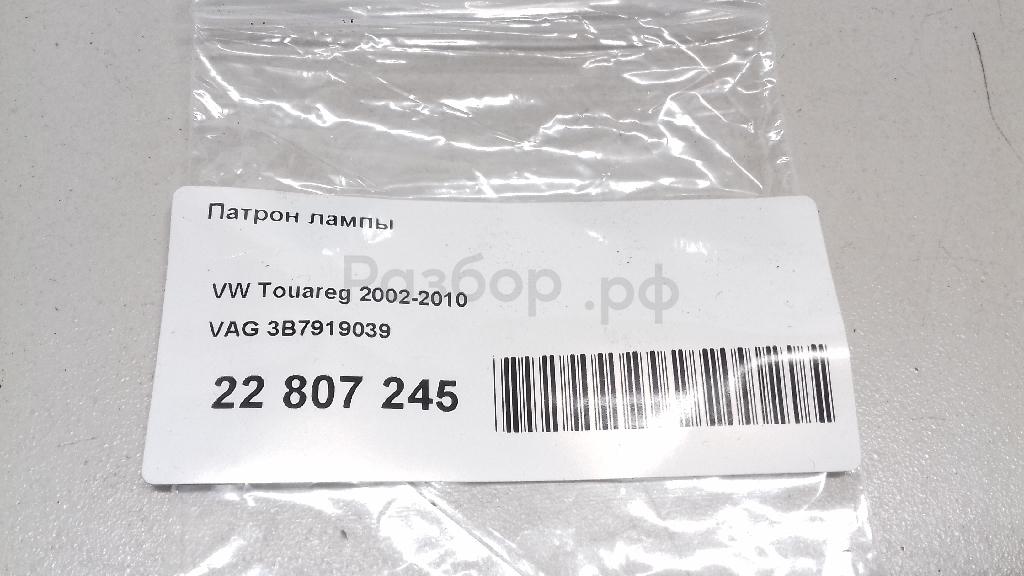 Патрон лампы
Разбор.рф
VW Touareg 2002-2010
VAG 3B7919039
22 807 245